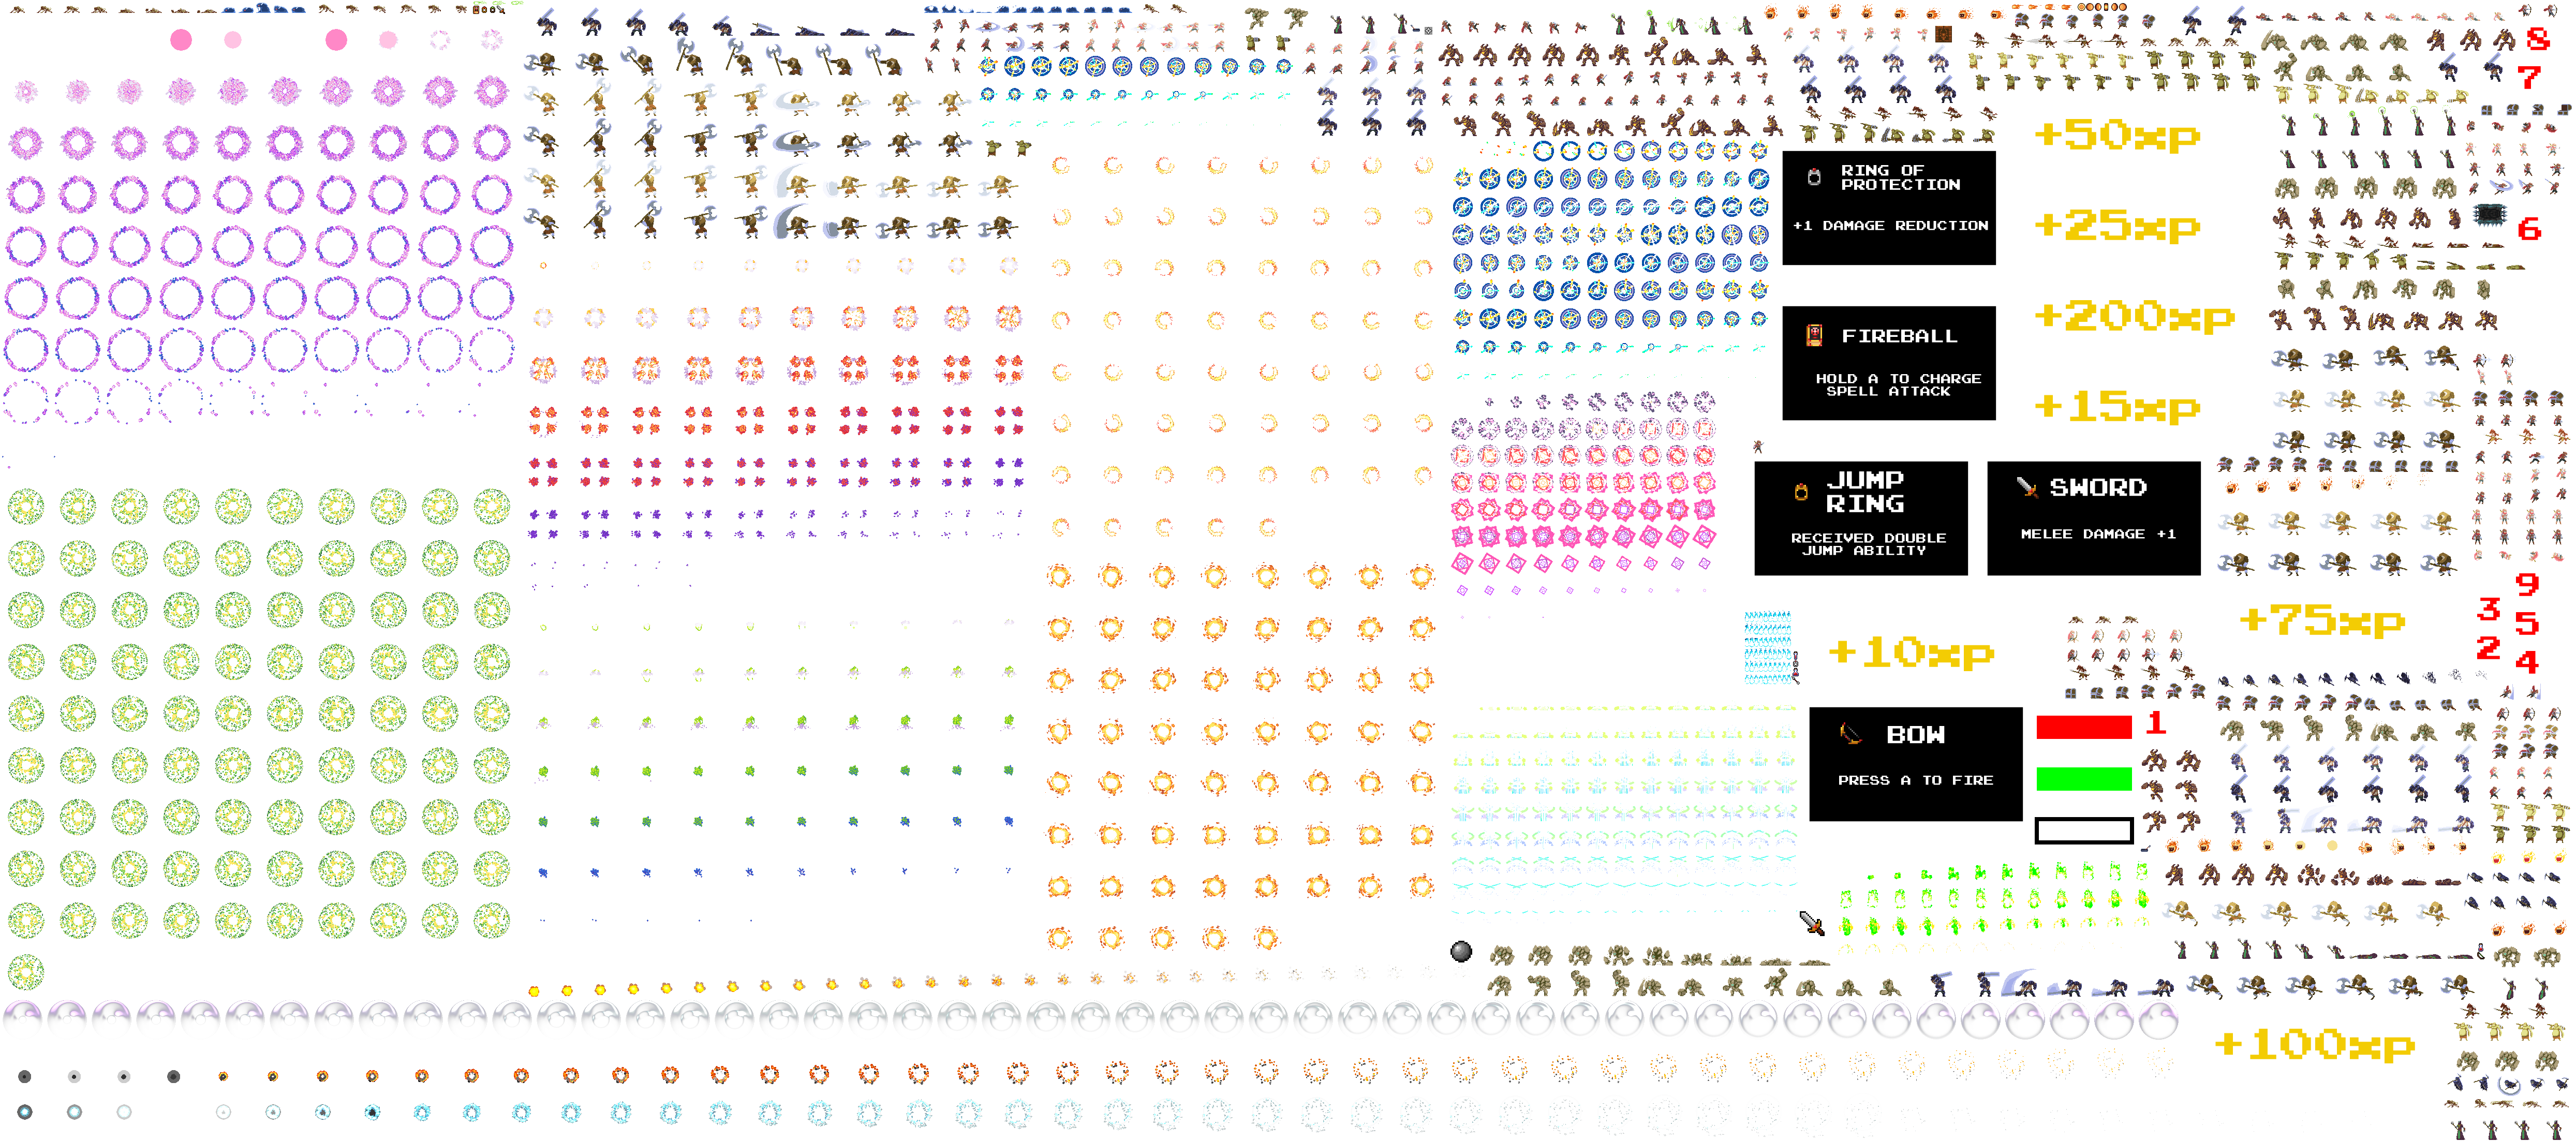 8
7
+50xp
RING OF
PROTECTION
+1 DAMAGE REDUCTION
+25xp
6
+200xp
FIREBALL
HOLD A TO CHARGE
SPELL ATTACK
+15xp
JUMP
RING
RECEIVED DOUBLE
JUMP ABILITY
SWORD
MELEE DAMAGE +1
9
3
5
2
4
+75xp
+10xp
BOW
PRESS A TO FIRE
1
+100xp